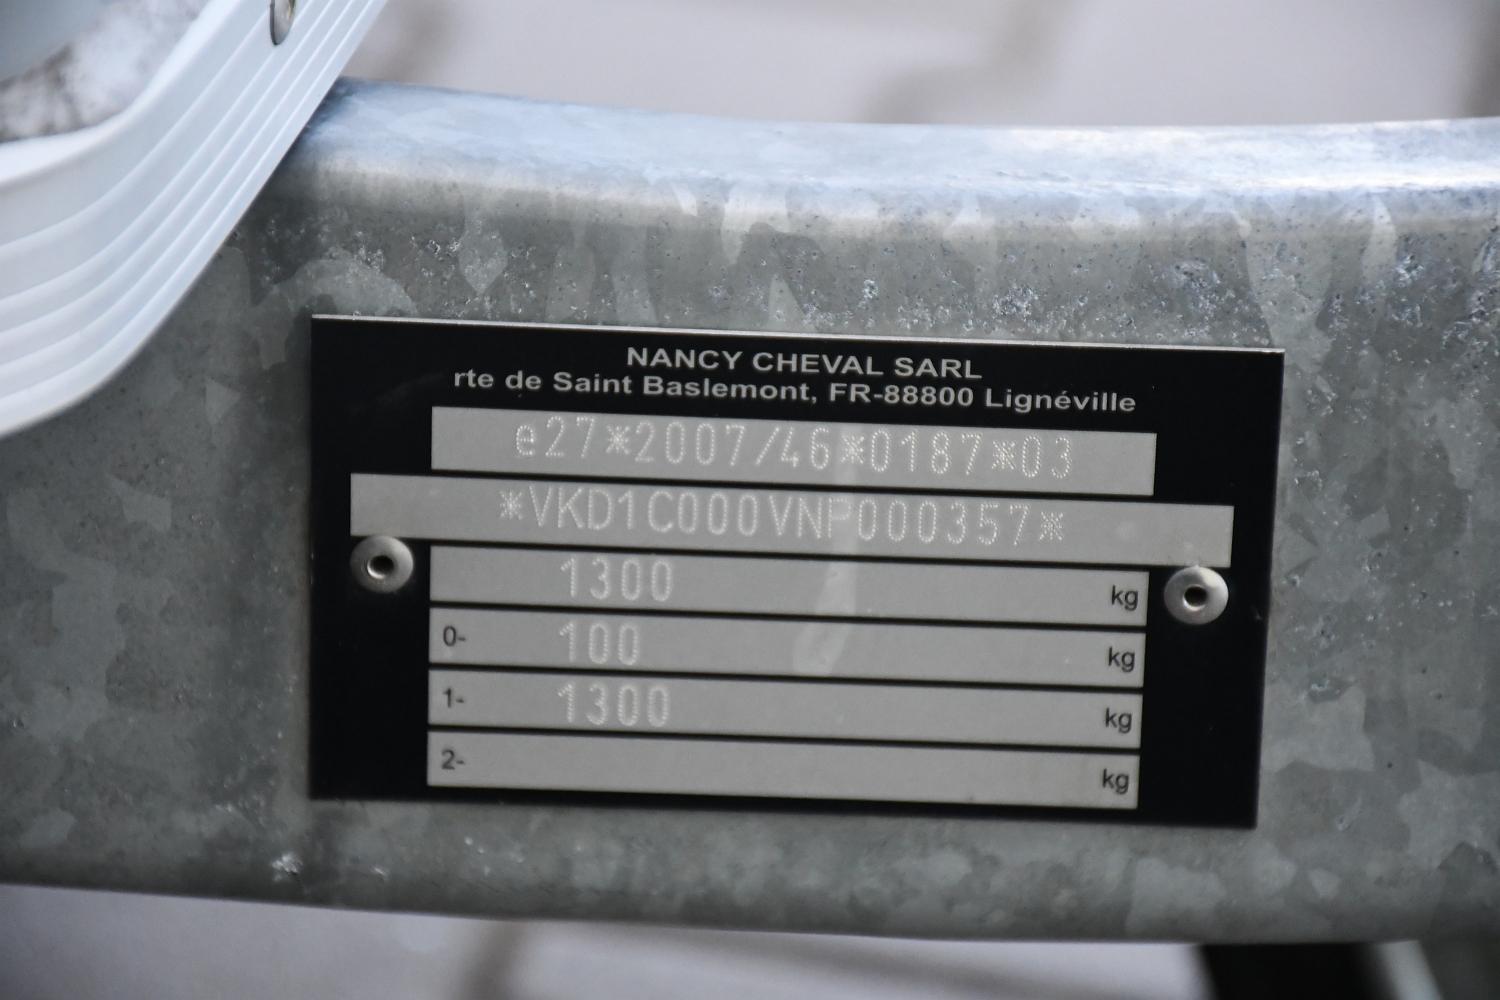 NANCY CHEVAL SARL
rte de Saint Baslemont, FR-88800 Lignéville
e27*2007/46*0187*03
*VKD1C000VNP000357*
1300 kg
0- 100 kg
1- 1300 kg
2- kg